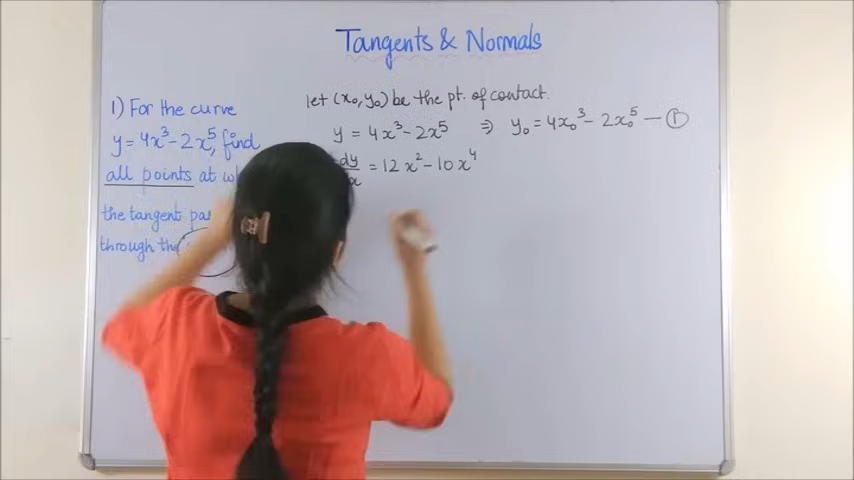 Tangents & Normals
1) For the curve
y = 4x³ - 2x⁵, find
all points at
the tangent
through the
let (x₀, y₀) be the pt. of contact.
y = 4x³ - 2x⁵ ⇒ y₀ = 4x₀³ - 2x₀⁵ — ①
dy/x = 12x² - 10x⁴